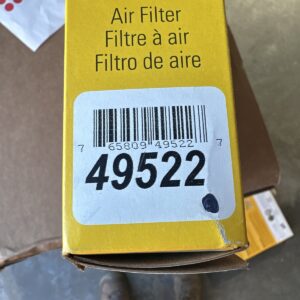 Air Filter
Filtre à air
Filtro de aire
7 65809 49522 7
49522